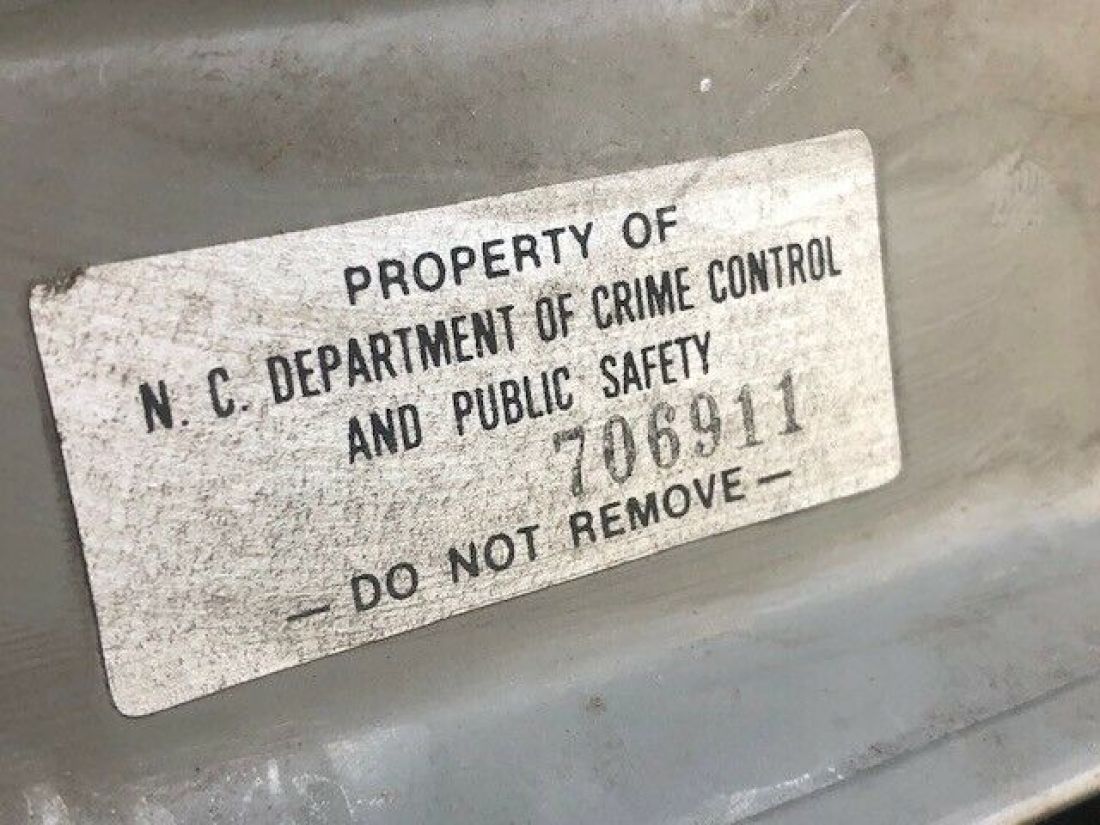 PROPERTY OF
N. C. DEPARTMENT OF CRIME CONTROL
AND PUBLIC SAFETY
706911
— DO NOT REMOVE —